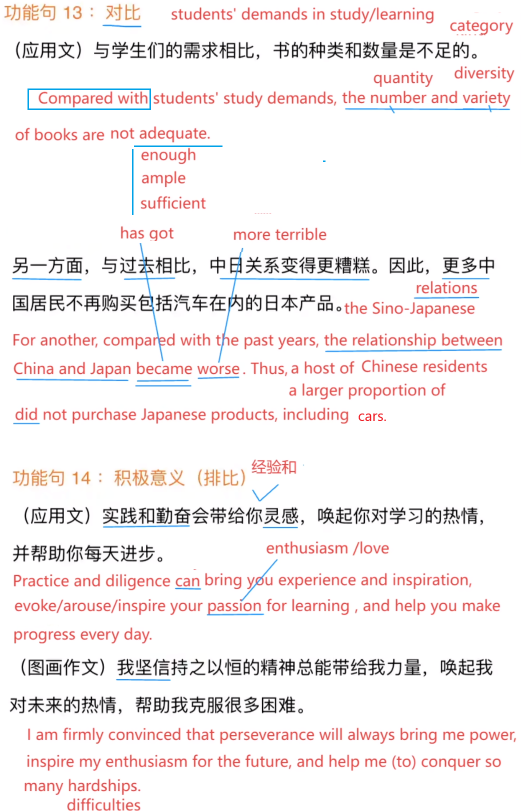 功能句 13 : 对比 students' demands in study/learning
category
(应用文)与学生们的需求相比，书的种类和数量是不足的。
quantity diversity
Compared with students' study demands, the number and variety
of books are not adequate.
enough
ample
sufficient
has got more terrible
另一方面，与过去相比，中日关系变得更糟糕。因此，更多中
relations
国居民不再购买包括汽车在内的日本产品。the Sino-Japanese
For another, compared with the past years, the relationship between
China and Japan became worse. Thus, a host of Chinese residents
a larger proportion of
did not purchase Japanese products, including cars.
经验和
功能句 14 : 积极意义（排比）
（应用文）实践和勤奋会带给你灵感，唤起你对学习的热情，
并帮助你每天进步。 enthusiasm /love
Practice and diligence can bring you experience and inspiration,
evoke/arouse/inspire your passion for learning , and help you make
progress every day.
（图画作文）我坚信持之以恒的精神总能带给我力量，唤起我
对未来的热情，帮助我克服很多困难。
I am firmly convinced that perseverance will always bring me power,
inspire my enthusiasm for the future, and help me (to) conquer so
many hardships.
difficulties